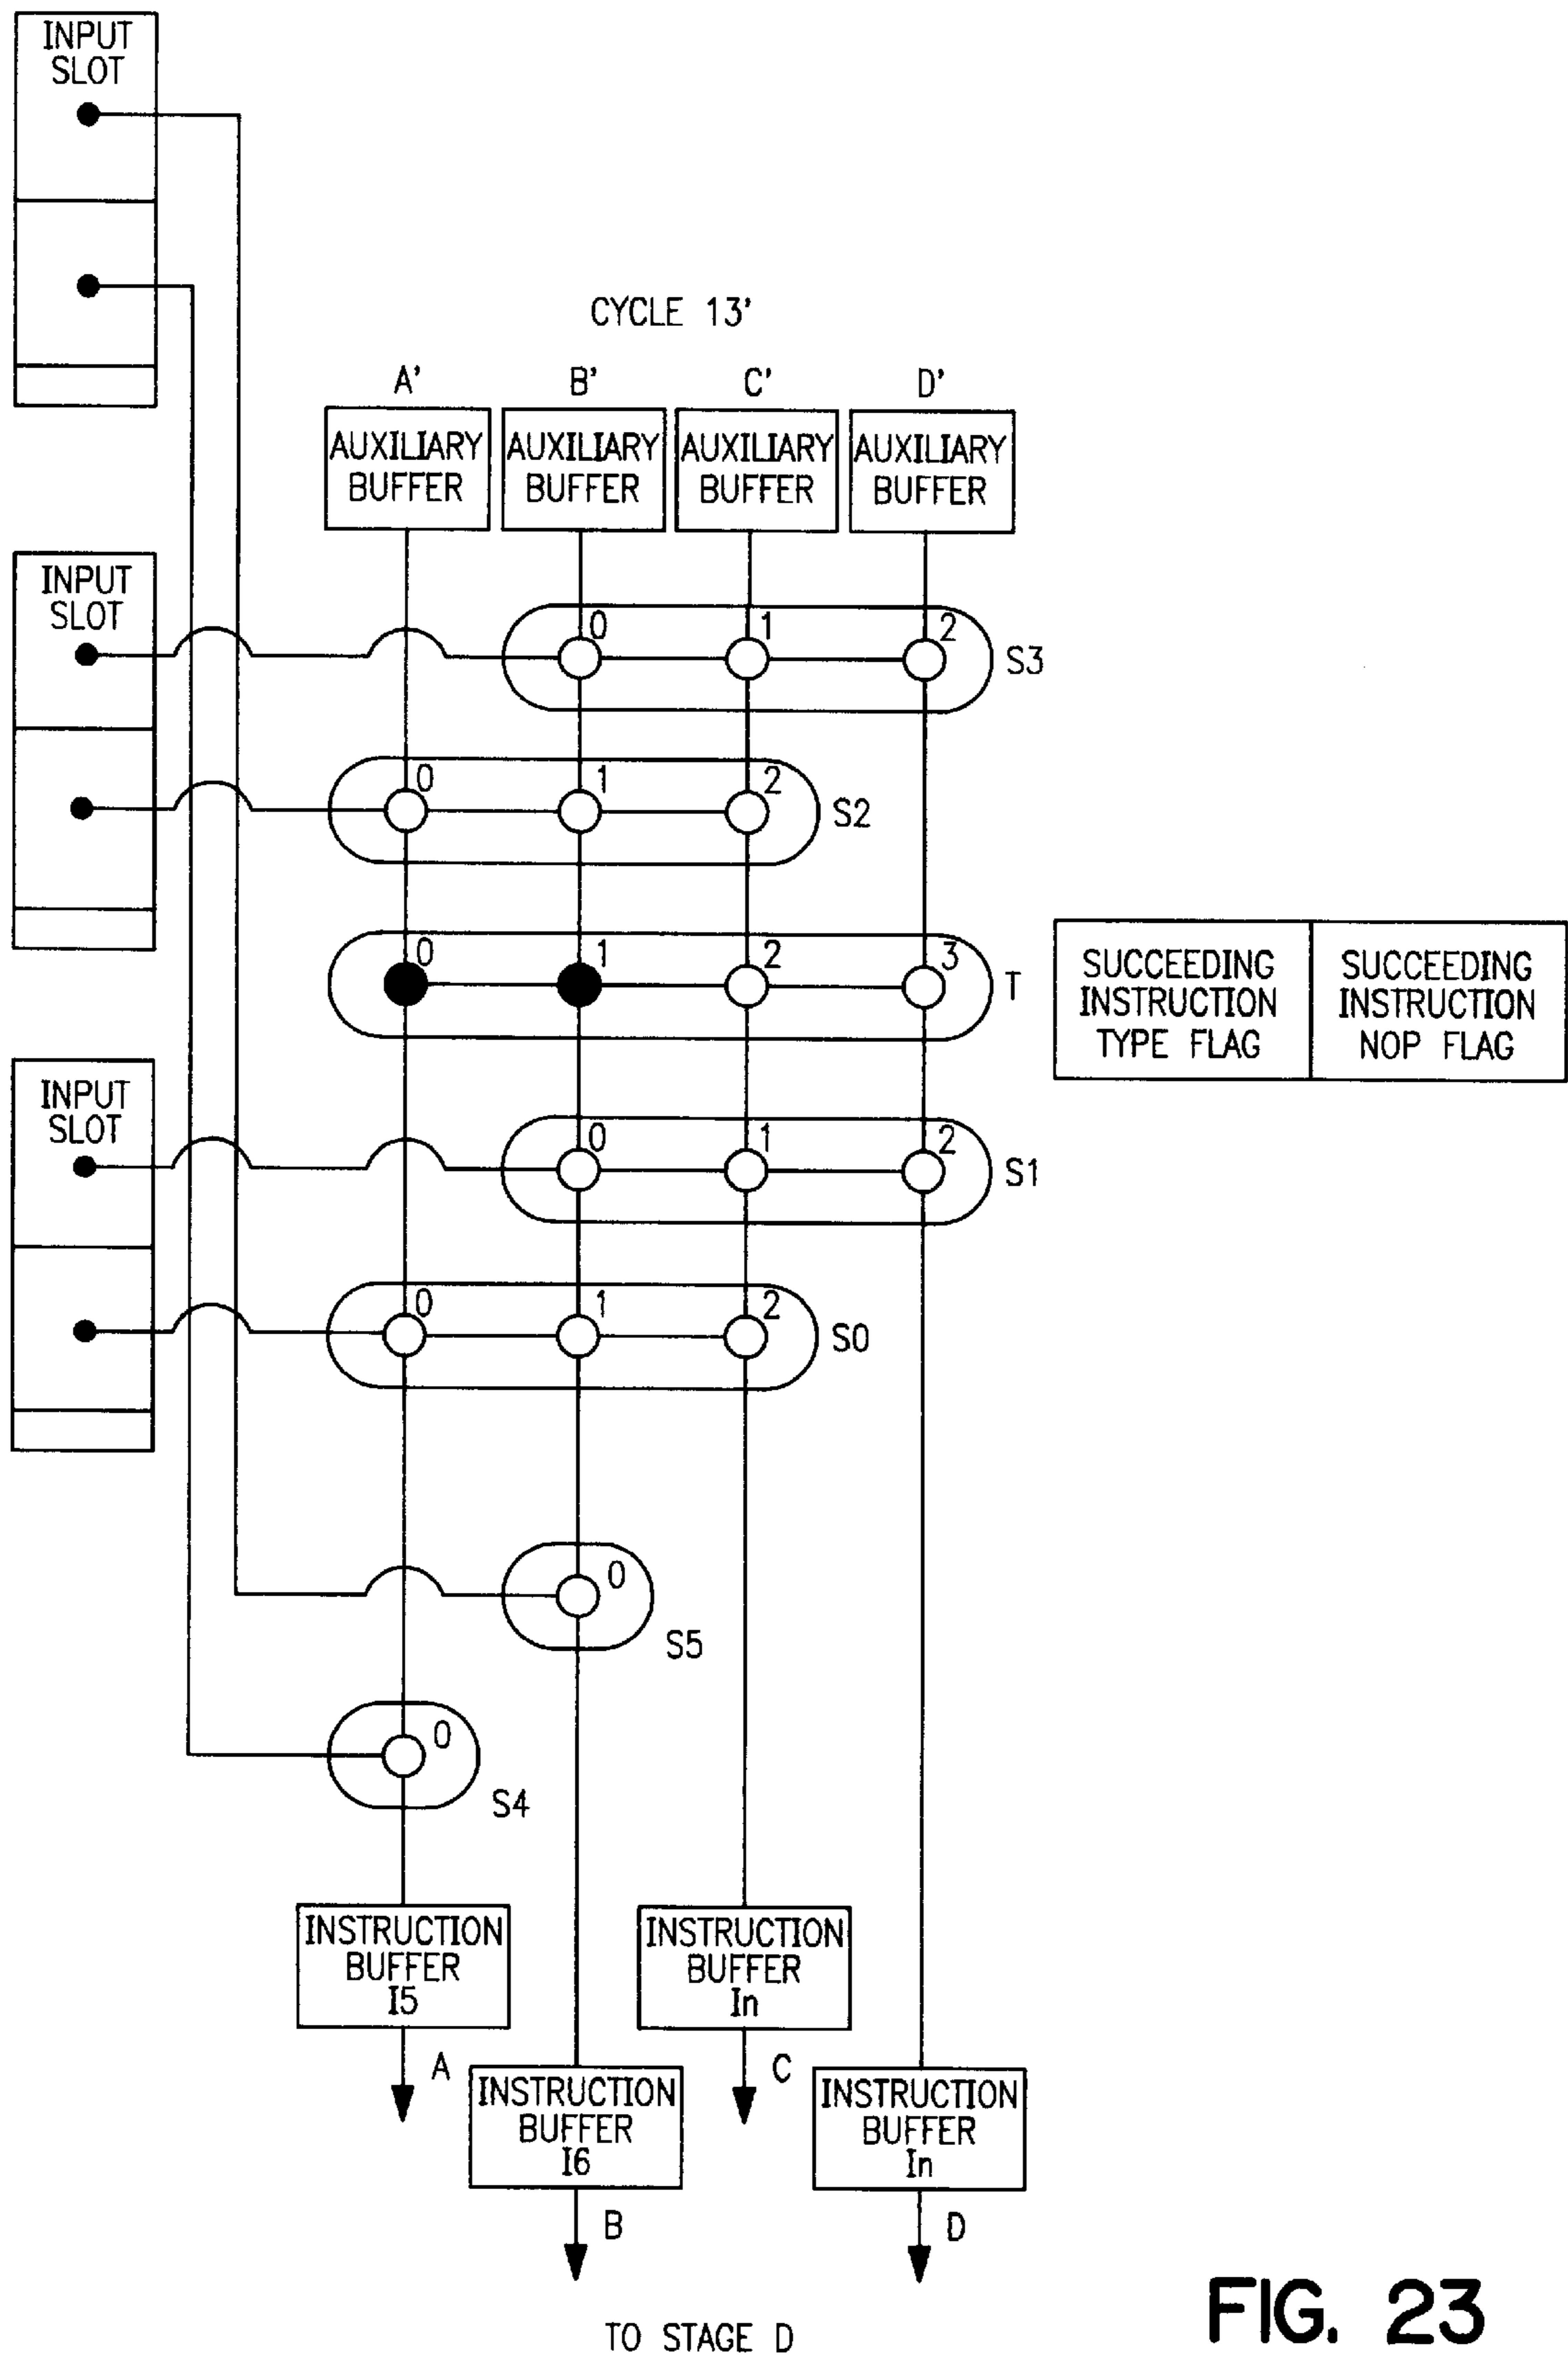 INPUT
SLOT
CYCLE 13'
A'
B'
C'
D'
AUXILIARY
BUFFER
AUXILIARY
BUFFER
AUXILIARY
BUFFER
AUXILIARY
BUFFER
INPUT
SLOT
0
1
2
S3
0
1
2
S2
0
1
2
3
T
SUCCEEDING
INSTRUCTION
TYPE FLAG
SUCCEEDING
INSTRUCTION
NOP FLAG
INPUT
SLOT
0
1
2
S1
0
1
2
S0
0
S5
0
S4
INSTRUCTION
BUFFER
I5
A
INSTRUCTION
BUFFER
I6
B
INSTRUCTION
BUFFER
In
C
INSTRUCTION
BUFFER
In
D
TO STAGE D
FIG. 23